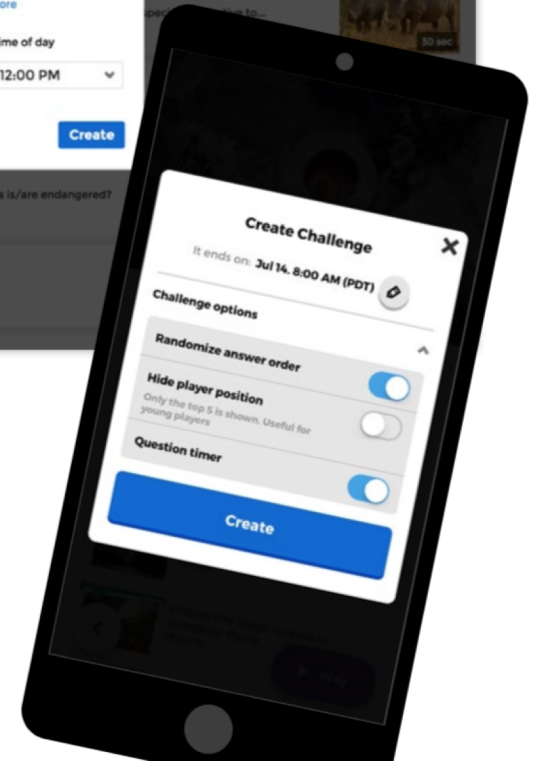 ore
ime of day
12:00 PM
Create
30 sec
s is/are endangered?
Create Challenge
It ends on: Jul 14. 8:00 AM (PDT)
Challenge options
Randomize answer order
Hide player position
Only the top 5 is shown. Useful for
young players
Question timer
Create
Play